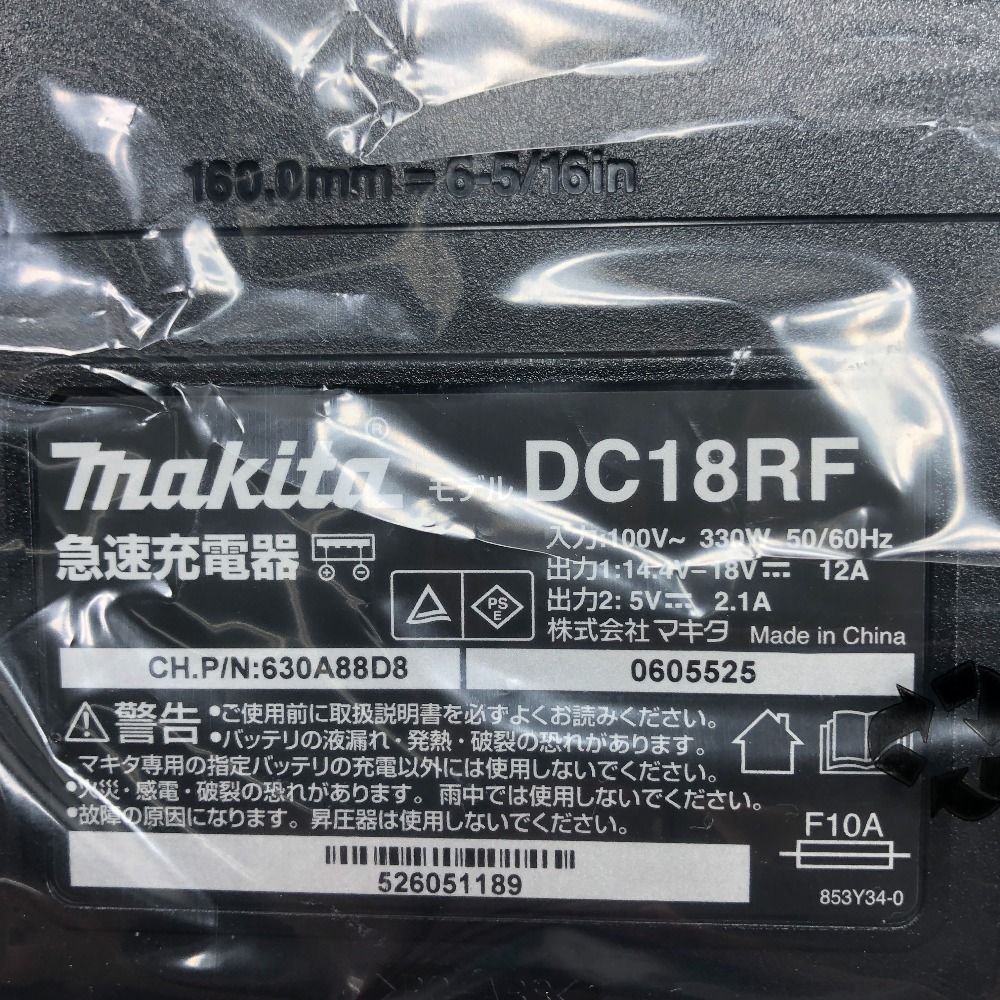 160.0mm = 6-5/16in
makita® モデル DC18RF
急速充電器
入力:100V~ 330W 50/60Hz
出力1:14.4V-18V⎓ 12A
出力2: 5V⎓ 2.1A
PS
E
株式会社 マキタ Made in China
CH.P/N:630A88D8 0605525
警告 •ご使用前に取扱説明書を必ずよくお読みください。
•バッテリの液漏れ・発熱・破裂の恐れがあります。
マキタ専用の指定バッテリの充電以外には使用しないでください。
•火災・感電・破裂の恐れがあります。雨中では使用しないでください。
•故障の原因になります。昇圧器は使用しないでください。
F10A
526051189
853Y34-0